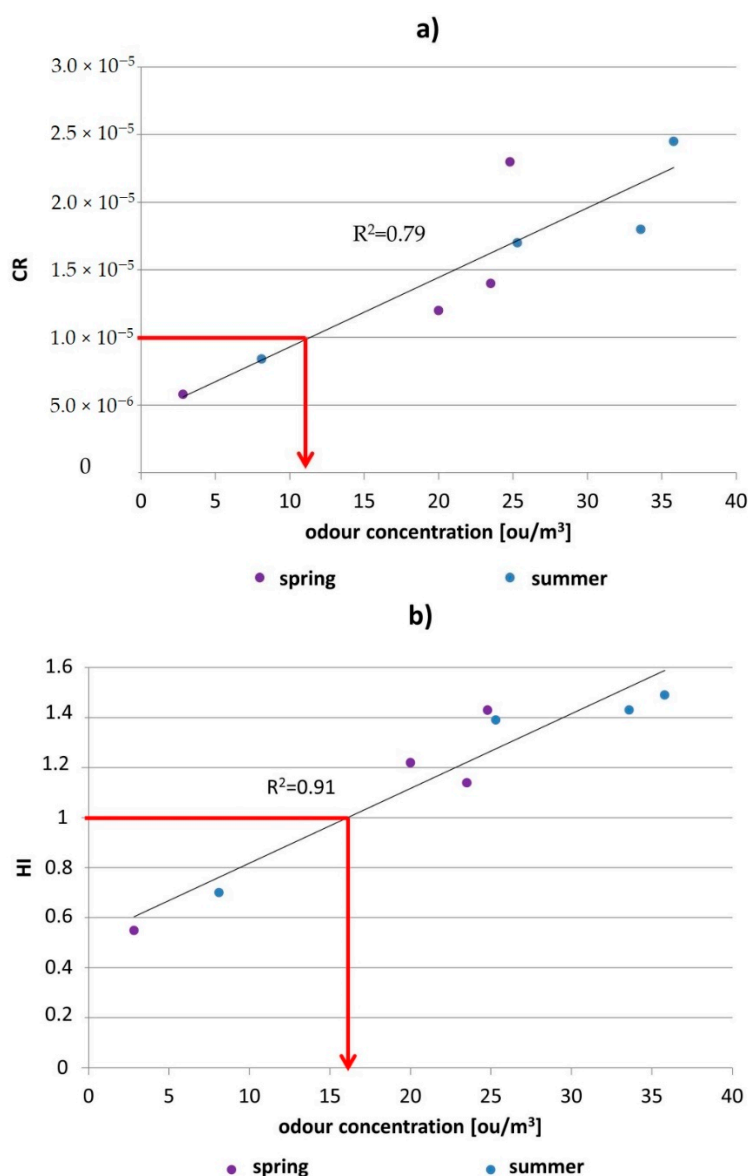 a)
3.0 × 10⁻⁵
2.5 × 10⁻⁵
2.0 × 10⁻⁵
R²=0.79
1.5 × 10⁻⁵
CR
1.0 × 10⁻⁵
5.0 × 10⁻⁶
0
0 5 10 15 20 25 30 35 40
odour concentration [ou/m³]
spring summer
b)
1.6
1.4
1.2
R²=0.91
1
HI
0.8
0.6
0.4
0.2
0
0 5 10 15 20 25 30 35 40
odour concentration [ou/m³]
spring summer